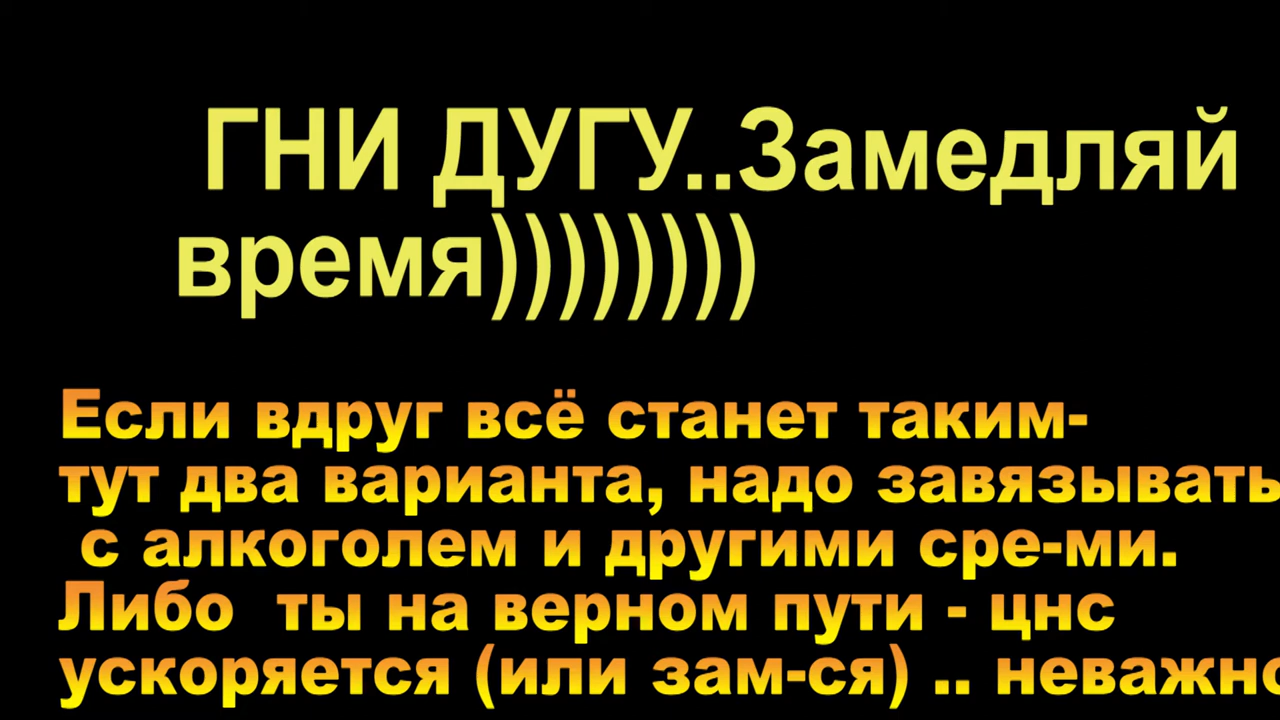 ГНИ ДУГУ..Замедляй
время))))))))
Если вдруг всё станет таким-
тут два варианта, надо завязывать
с алкоголем и другими сре-ми.
Либо ты на верном пути - цнс
ускоряется (или зам-ся) .. неважно